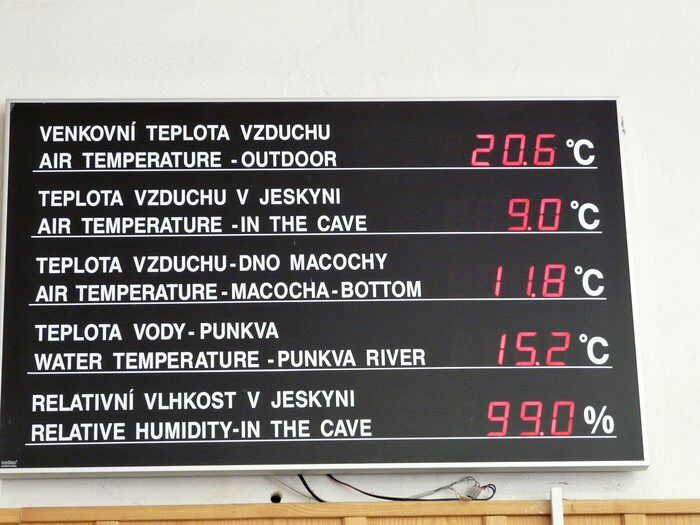 VENKOVNÍ TEPLOTA VZDUCHU
AIR TEMPERATURE - OUTDOOR 20.6 °C
TEPLOTA VZDUCHU V JESKYNI
AIR TEMPERATURE - IN THE CAVE 9.0 °C
TEPLOTA VZDUCHU - DNO MACOCHY
AIR TEMPERATURE - MACOCHA - BOTTOM 11.8 °C
TEPLOTA VODY - PUNKVA
WATER TEMPERATURE - PUNKVA RIVER 15.2 °C
RELATIVNÍ VLHKOST V JESKYNI
RELATIVE HUMIDITY-IN THE CAVE 99.0 %